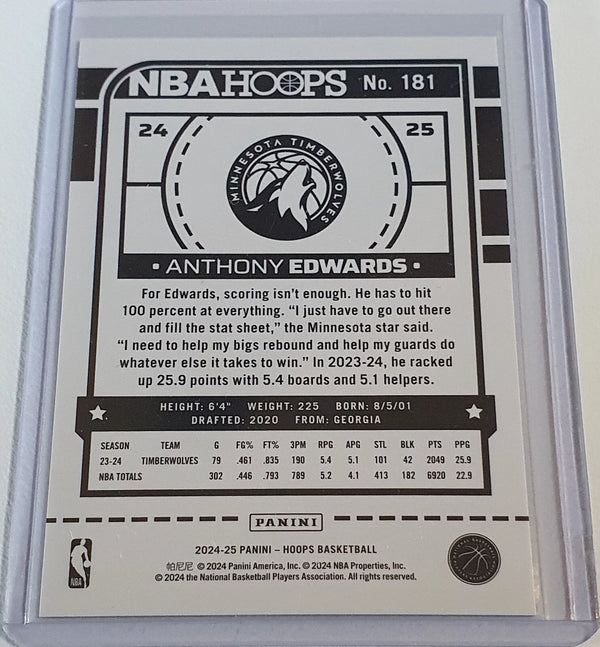 NBA HOOPS No. 181
24 25
MINNESOTA TIMBERWOLVES
• ANTHONY EDWARDS •
For Edwards, scoring isn't enough. He has to hit
100 percent at everything. “I just have to go out there
and fill the stat sheet,” the Minnesota star said.
“I need to help my bigs rebound and help my guards do
whatever else it takes to win.” In 2023-24, he racked
up 25.9 points with 5.4 boards and 5.1 helpers.
HEIGHT: 6'4" WEIGHT: 225 BORN: 8/5/01
DRAFTED: 2020 FROM: GEORGIA
SEASON TEAM G FG% FT% 3PM RPG APG STL BLK PTS PPG
23-24 TIMBERWOLVES 79 .461 .835 190 5.4 5.1 101 42 2049 25.9
NBA TOTALS 302 .446 .793 789 5.2 4.1 413 182 6920 22.9
PANINI
2024-25 PANINI – HOOPS BASKETBALL
帕尼尼 © 2024 Panini America, Inc. © 2024 NBA Properties, Inc.
© 2024 the National Basketball Players Association. All rights reserved.
NBA